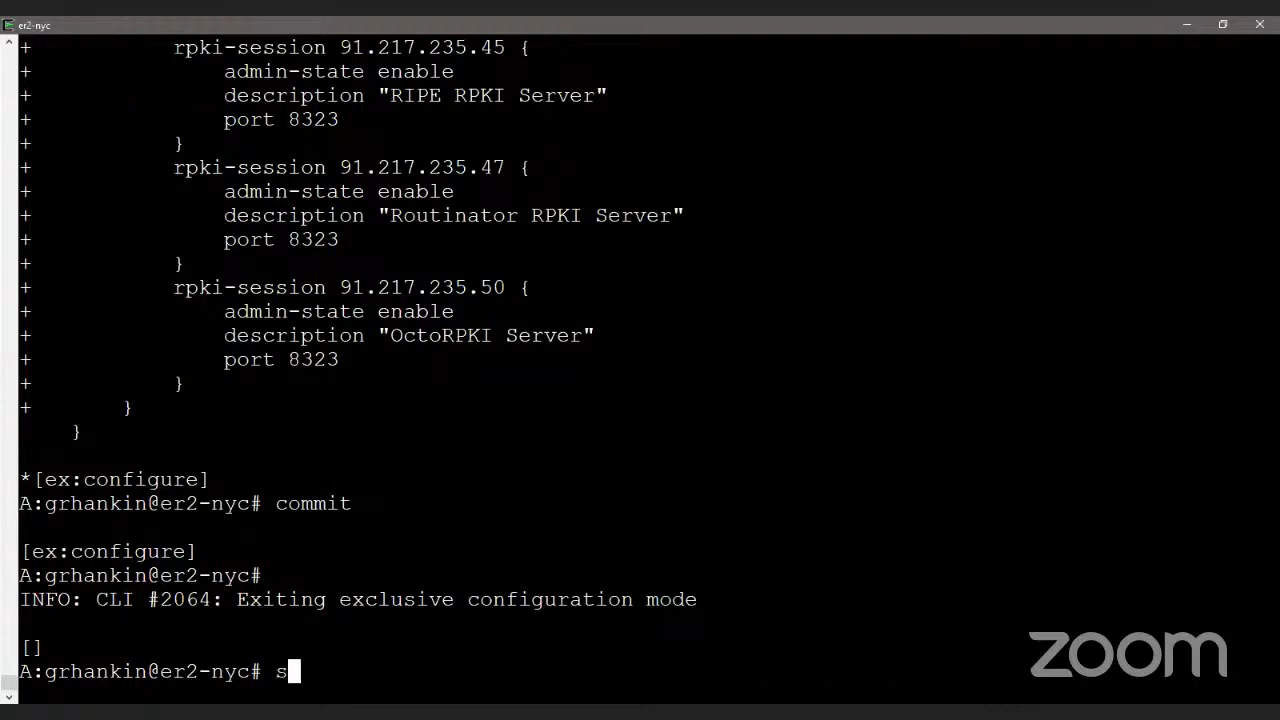 er2-nyc
+ rpki-session 91.217.235.45 {
+ admin-state enable
+ description "RIPE RPKI Server"
+ port 8323
+ }
+ rpki-session 91.217.235.47 {
+ admin-state enable
+ description "Routinator RPKI Server"
+ port 8323
+ }
+ rpki-session 91.217.235.50 {
+ admin-state enable
+ description "OctoRPKI Server"
+ port 8323
+ }
+ }
}
*[ex:configure]
A:grhankin@er2-nyc# commit
[ex:configure]
A:grhankin@er2-nyc#
INFO: CLI #2064: Exiting exclusive configuration mode
[]
A:grhankin@er2-nyc# s
zoom